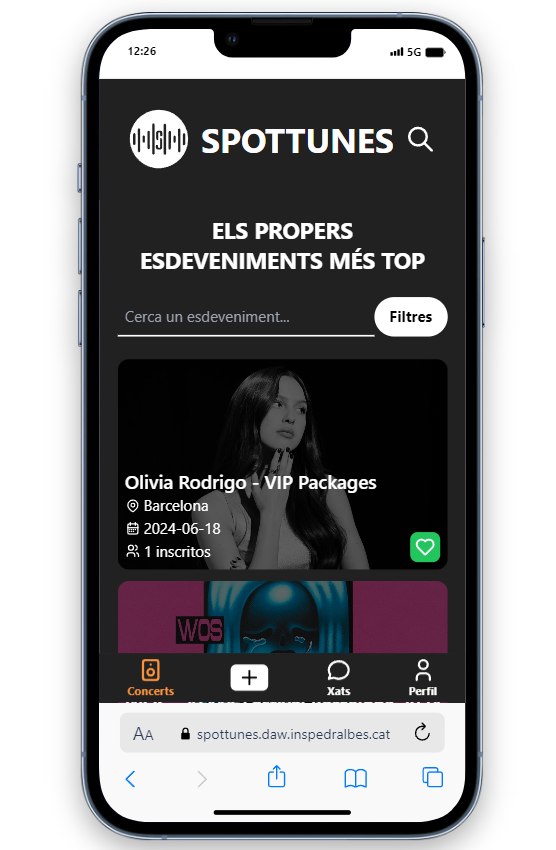 12:26
5G
SPOTTUNES
ELS PROPERS
ESDEVENIMENTS MÉS TOP
Cerca un esdeveniment...
Filtres
Olivia Rodrigo - VIP Packages
Barcelona
2024-06-18
1 inscritos
WOS
Concerts
Xats
Perfil
AA
spottunes.daw.inspedralbes.cat